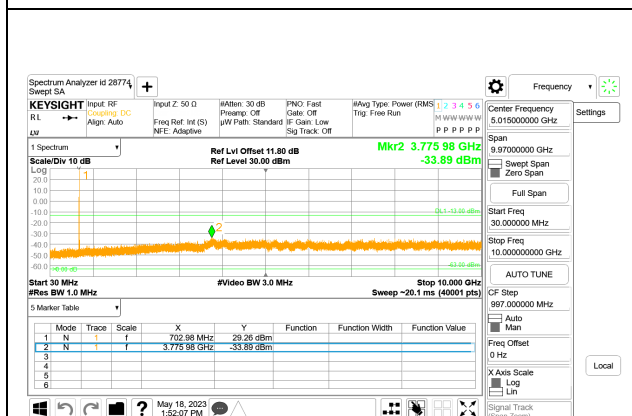 Spectrum Analyzer id 28774
Swept SA
Frequency
KEYSIGHT Input: RF Input Z: 50 Ω #Atten: 30 dB PNO: Fast #Avg Type: Power (RMS 1 2 3 4 5 6
RL Coupling: DC Preamp: Off Gate: Off Trig: Free Run M W W W W W
Align: Auto Freq Ref: Int (S) µW Path: Standard IF Gain: Low
LXI NFE: Adaptive Sig Track: Off P P P P P P
1 Spectrum
Ref Lvl Offset 11.80 dB Mkr2 3.775 98 GHz
Scale/Div 10 dB Ref Level 30.00 dBm -33.89 dBm
Log
1
20.0
10.0
0.00
-10.0 DL1 -13.00 dBm
-20.0
2
-30.0
-40.0
-50.0
-60.0
Start 30 MHz #Video BW 3.0 MHz Stop 10.000 GHz
#Res BW 1.0 MHz Sweep ~20.1 ms (40001 pts)
5 Marker Table
Mode Trace Scale X Y Function Function Width Function Value
1 N 1 f 702.98 MHz 29.26 dBm
2 N 1 f 3.775 98 GHz -33.89 dBm
3
4
5
6
? May 18, 2023
1:52:07 PM
Center Frequency
5.015000000 GHz
Settings
Span
9.97000000 GHz
Swept Span
Zero Span
Full Span
Start Freq
30.000000 MHz
Stop Freq
10.000000000 GHz
AUTO TUNE
CF Step
997.000000 MHz
Auto
Man
Freq Offset
0 Hz
X Axis Scale
Log
Lin
Local
Signal Track
(Span Zoom)